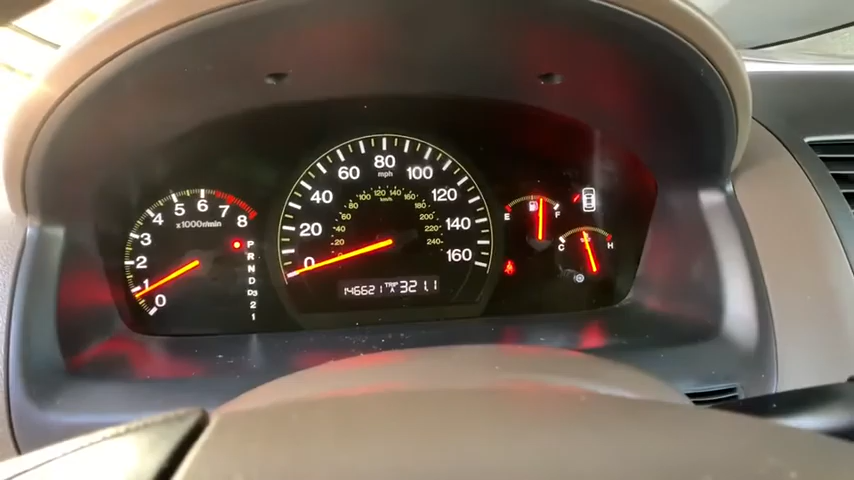 0 1 2 3 4 5 6 7 8
x1000r/min
P
R
N
D
D3
2
1
0 20 40 60 80 100 120 140 160
mph
20 40 60 80 100 120 140 160 180 200 220 240
km/h
146621 TRIP A 321.1
E F
C H